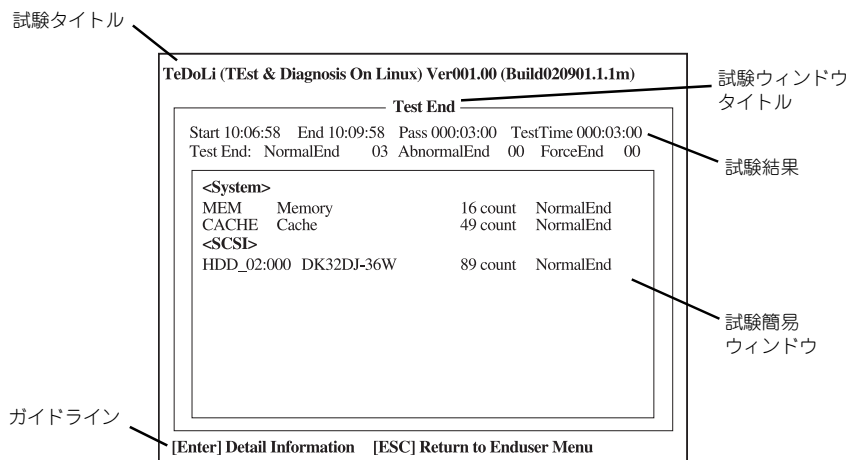 試験タイトル
TeDoLi (TEst & Diagnosis On Linux) Ver001.00 (Build020901.1.1m)
試験ウィンドウ
タイトル
Test End
Start 10:06:58 End 10:09:58 Pass 000:03:00 TestTime 000:03:00
Test End: NormalEnd 03 AbnormalEnd 00 ForceEnd 00
試験結果
<System>
MEM Memory 16 count NormalEnd
CACHE Cache 49 count NormalEnd
<SCSI>
HDD_02:000 DK32DJ-36W 89 count NormalEnd
試験簡易
ウィンドウ
ガイドライン
[Enter] Detail Information [ESC] Return to Enduser Menu